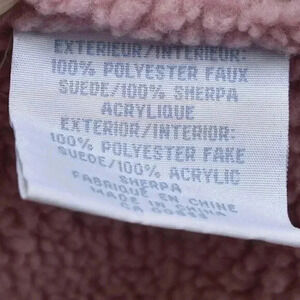 EXTERIEUR/INTERIEUR:
100% POLYESTER FAUX
SUEDE/100% SHERPA
ACRYLIQUE
EXTERIOR/INTERIOR:
100% POLYESTER FAKE
SUEDE/100% ACRYLIC
SHERPA
FABRIQUE EN CHINE
MADE IN CHINA
CA